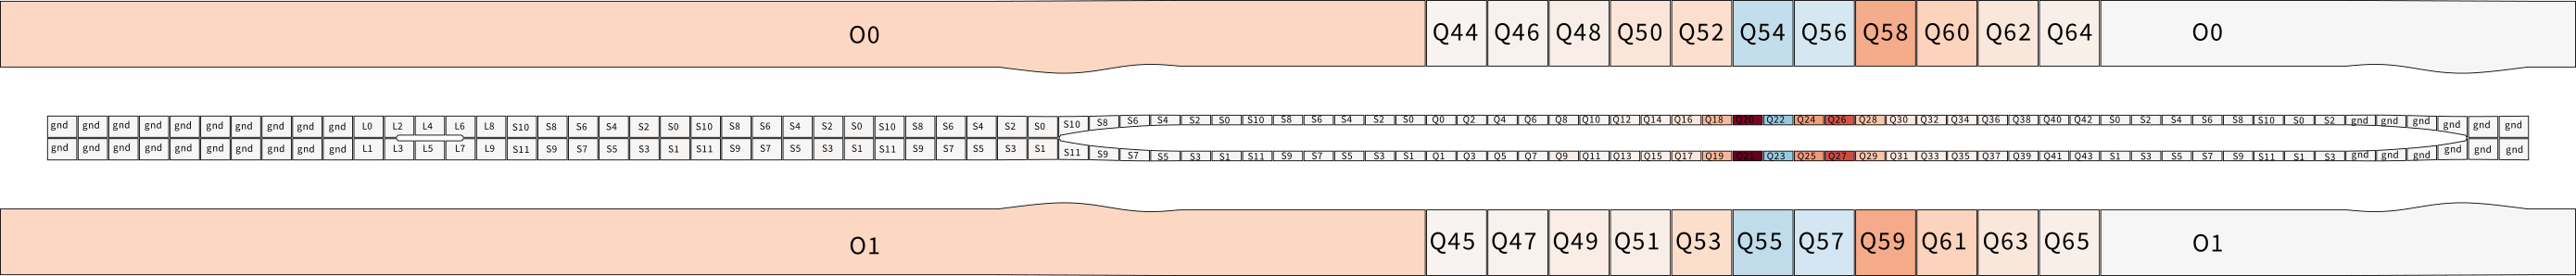 O0 Q44 Q46 Q48 Q50 Q52 Q54 Q56 Q58 Q60 Q62 Q64 O0
gnd gnd gnd gnd gnd gnd gnd gnd gnd gnd L0 L2 L4 L6 L8 S10 S8 S6 S4 S2 S0 S10 S8 S6 S4 S2 S0 S10 S8 S6 S4 S2 S0 S10 S8 S6 S4 S2 S0 S10 S8 S6 S4 S2 S0 Q0 Q2 Q4 Q6 Q8 Q10 Q12 Q14 Q16 Q18 Q20 Q22 Q24 Q26 Q28 Q30 Q32 Q34 Q36 Q38 Q40 Q42 S0 S2 S4 S6 S8 S10 S0 S2 gnd gnd gnd gnd gnd gnd
gnd gnd gnd gnd gnd gnd gnd gnd gnd gnd L1 L3 L5 L7 L9 S11 S9 S7 S5 S3 S1 S11 S9 S7 S5 S3 S1 S11 S9 S7 S5 S3 S1 S11 S9 S7 S5 S3 S1 S11 S9 S7 S5 S3 S1 Q1 Q3 Q5 Q7 Q9 Q11 Q13 Q15 Q17 Q19 Q21 Q23 Q25 Q27 Q29 Q31 Q33 Q35 Q37 Q39 Q41 Q43 S1 S3 S5 S7 S9 S11 S1 S3 gnd gnd gnd gnd gnd gnd
O1 Q45 Q47 Q49 Q51 Q53 Q55 Q57 Q59 Q61 Q63 Q65 O1